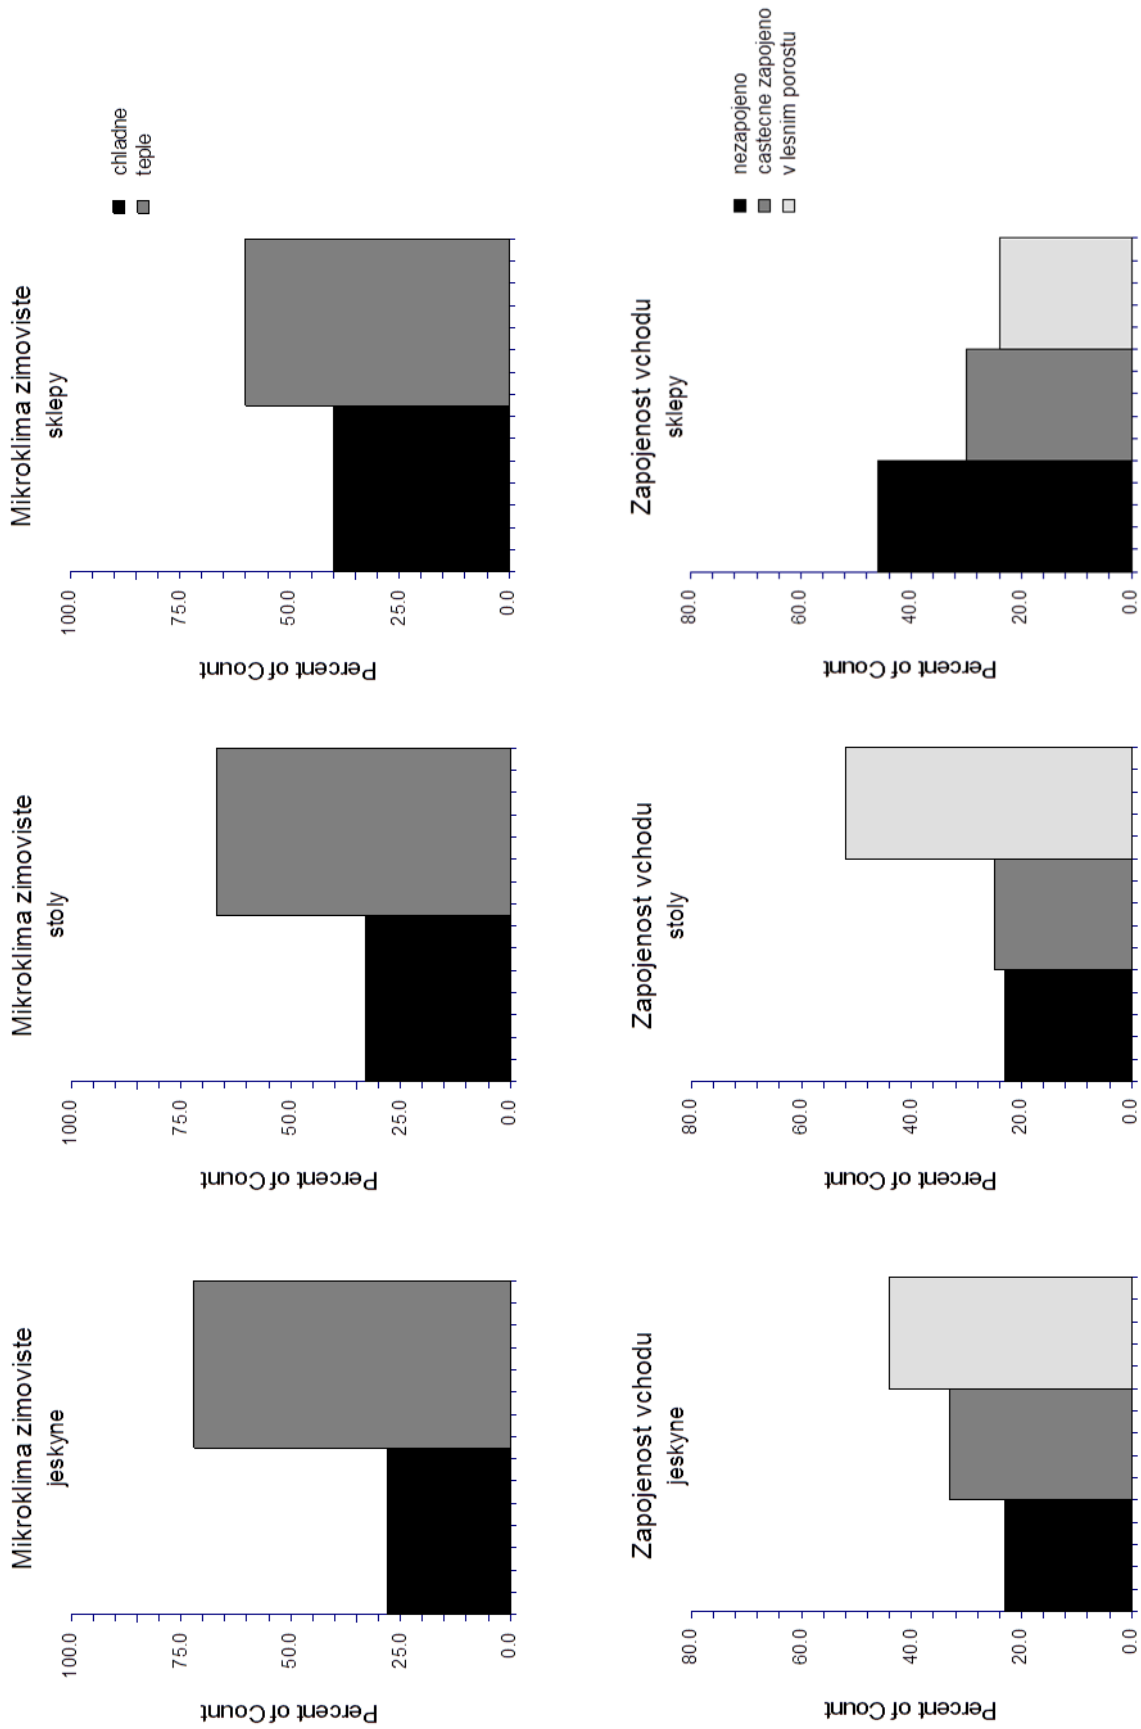 Mikroklima zimoviste
jeskyne
Percent of Count
100.0
75.0
50.0
25.0
0.0
Mikroklima zimoviste
stoly
Percent of Count
100.0
75.0
50.0
25.0
0.0
Mikroklima zimoviste
sklepy
Percent of Count
100.0
75.0
50.0
25.0
0.0
chladne
teple
Zapojenost vchodu
jeskyne
Percent of Count
80.0
60.0
40.0
20.0
0.0
Zapojenost vchodu
stoly
Percent of Count
80.0
60.0
40.0
20.0
0.0
Zapojenost vchodu
sklepy
Percent of Count
80.0
60.0
40.0
20.0
0.0
nezapojeno
castecne zapojeno
v lesnim porostu